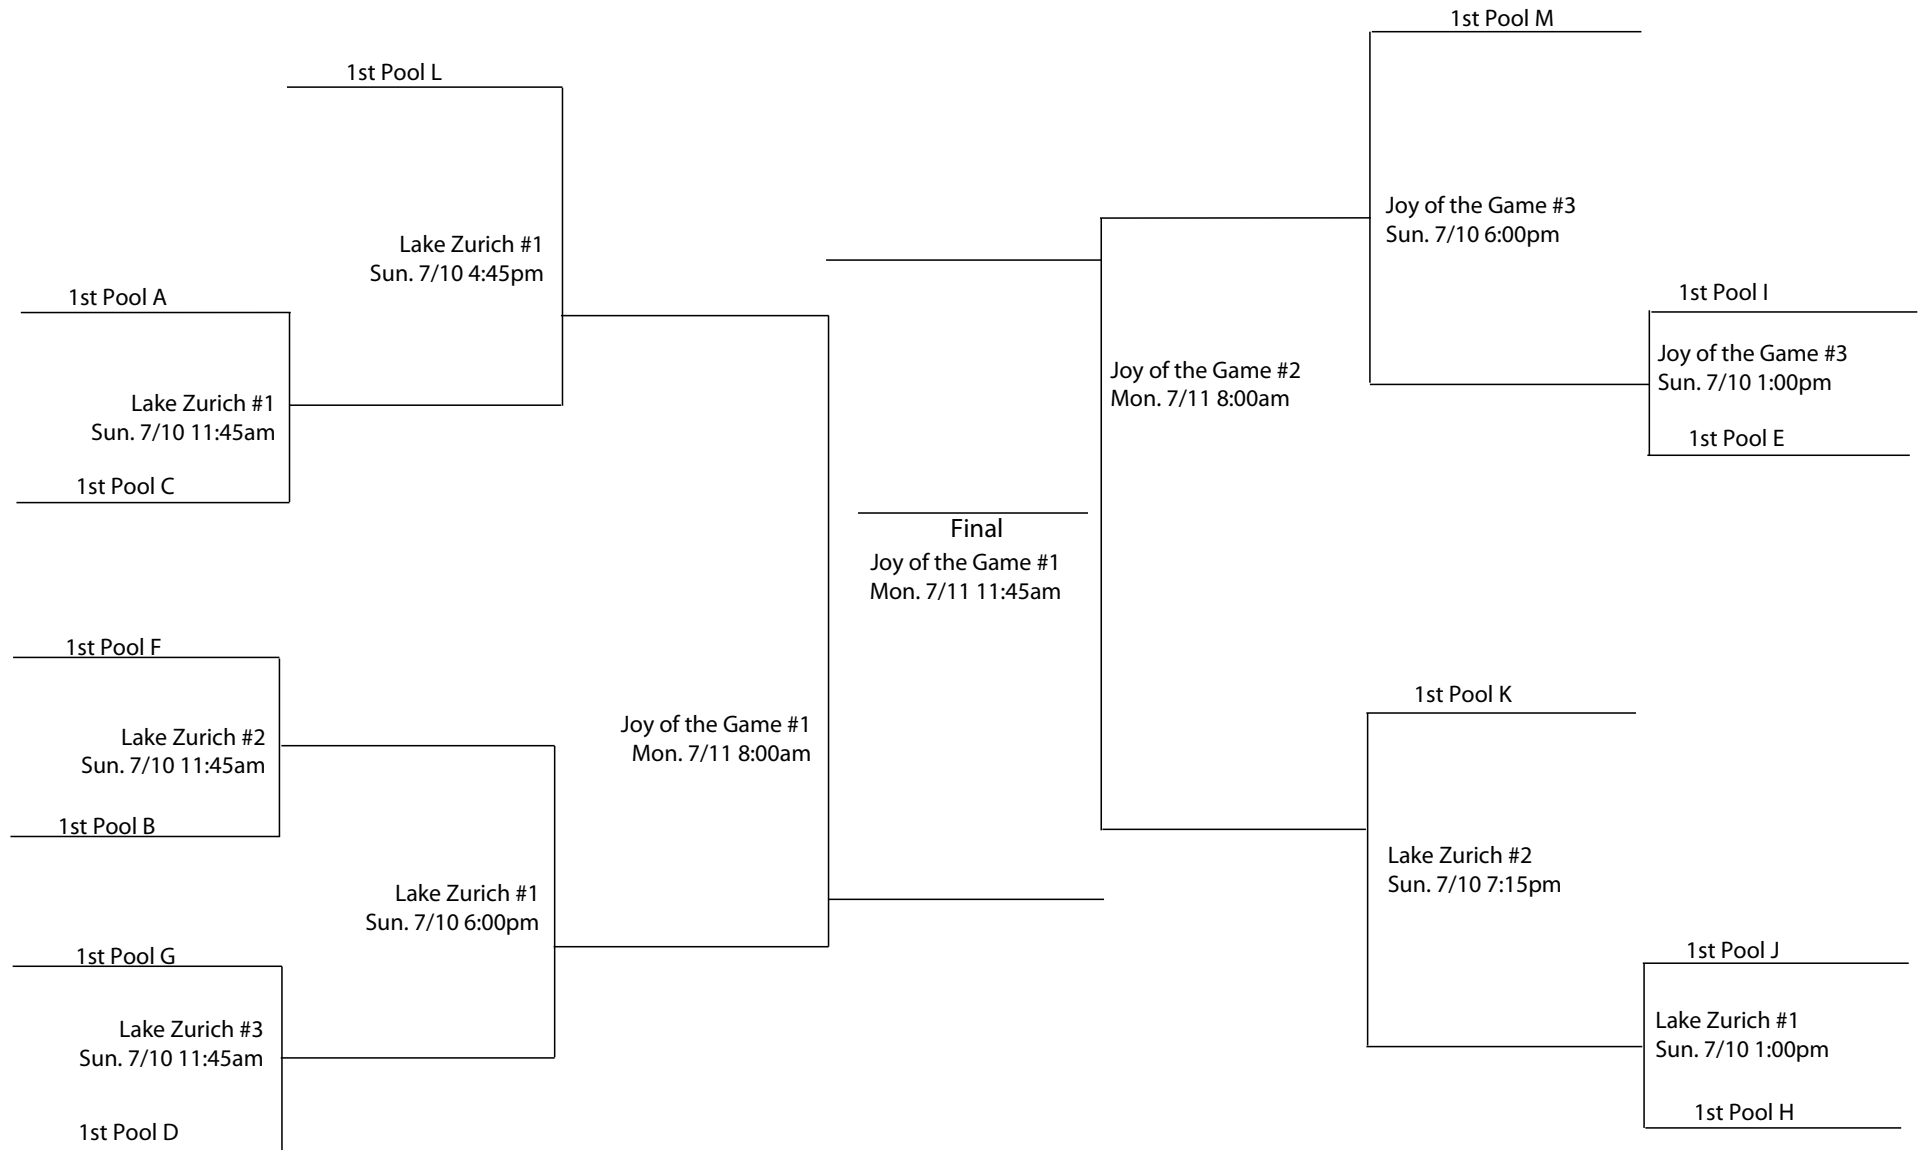 1st Pool L
Lake Zurich #1
Sun. 7/10 4:45pm
1st Pool A
Lake Zurich #1
Sun. 7/10 11:45am
1st Pool C
1st Pool F
Lake Zurich #2
Sun. 7/10 11:45am
1st Pool B
Lake Zurich #1
Sun. 7/10 6:00pm
1st Pool G
Lake Zurich #3
Sun. 7/10 11:45am
1st Pool D
Joy of the Game #1
Mon. 7/11 8:00am
Final
Joy of the Game #1
Mon. 7/11 11:45am
Joy of the Game #2
Mon. 7/11 8:00am
1st Pool M
Joy of the Game #3
Sun. 7/10 6:00pm
1st Pool I
Joy of the Game #3
Sun. 7/10 1:00pm
1st Pool E
1st Pool K
Lake Zurich #2
Sun. 7/10 7:15pm
1st Pool J
Lake Zurich #1
Sun. 7/10 1:00pm
1st Pool H